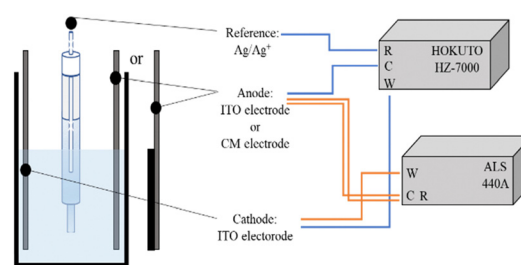 or
Reference:
Ag/Ag⁺
Anode:
ITO electrode
or
CM electrode
Cathode:
ITO electorode
R
C
W
HOKUTO
HZ-7000
W
C R
ALS
440A